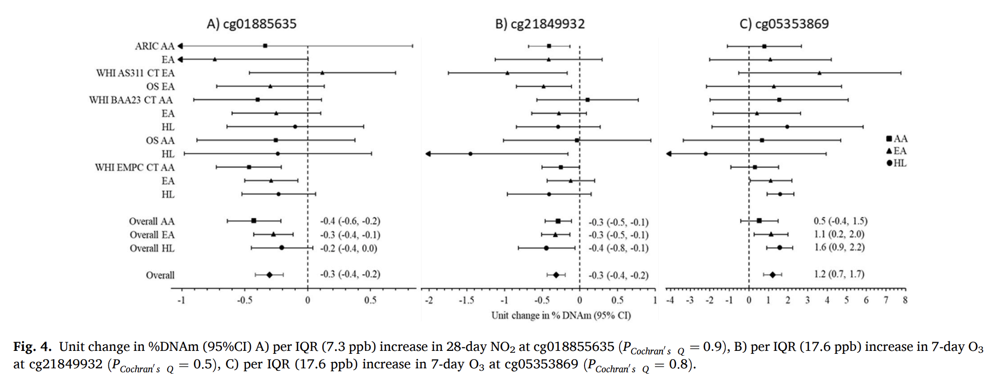 A) cg01885635 B) cg21849932 C) cg05353869
ARIC AA
EA
WHI AS311 CT EA
OS EA
WHI BAA23 CT AA
EA
HL
OS AA
HL
WHI EMPC CT AA
EA
HL
AA
EA
HL
Overall AA -0.4 (-0.6, -0.2) -0.3 (-0.5, -0.1) 0.5 (-0.4, 1.5)
Overall EA -0.3 (-0.4, -0.1) -0.3 (-0.5, -0.1) 1.1 (0.2, 2.0)
Overall HL -0.2 (-0.4, 0.0) -0.4 (-0.8, -0.1) 1.6 (0.9, 2.2)
Overall -0.3 (-0.4, -0.2) -0.3 (-0.4, -0.2) 1.2 (0.7, 1.7)
-1 -0.5 0 0.5 -2 -1.5 -1 -0.5 0 0.5 1 -4 -3 -2 -1 0 1 2 3 4 5 6 7 8
Unit change in % DNAm (95% CI)
Fig. 4. Unit change in %DNAm (95%CI) A) per IQR (7.3 ppb) increase in 28-day NO2 at cg018855635 (PCochran's Q = 0.9), B) per IQR (17.6 ppb) increase in 7-day O3
at cg21849932 (PCochran's Q = 0.5), C) per IQR (17.6 ppb) increase in 7-day O3 at cg05353869 (PCochran's Q = 0.8).